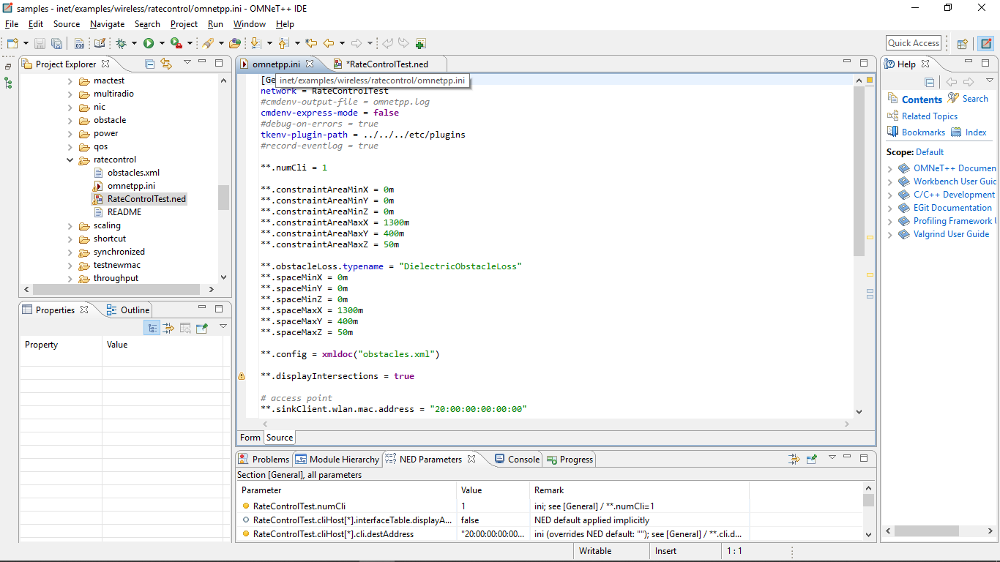 samples - inet/examples/wireless/ratecontrol/omnetpp.ini - OMNeT++ IDE
File Edit Source Navigate Search Project Run Window Help
Quick Access
Project Explorer
mactest
multiradio
nic
obstacle
power
qos
ratecontrol
obstacles.xml
omnetpp.ini
RateControlTest.ned
README
scaling
shortcut
synchronized
testnewmac
throughput
Properties Outline
Property Value
omnetpp.ini *RateControlTest.ned
[Ge
inet/examples/wireless/ratecontrol/omnetpp.ini
network = RateControlTest
#cmdenv-output-file = omnetpp.log
cmdenv-express-mode = false
#debug-on-errors = true
tkenv-plugin-path = ../../../etc/plugins
#record-eventlog = true
**.numCli = 1
**.constraintAreaMinX = 0m
**.constraintAreaMinY = 0m
**.constraintAreaMinZ = 0m
**.constraintAreaMaxX = 1300m
**.constraintAreaMaxY = 400m
**.constraintAreaMaxZ = 50m
**.obstacleLoss.typename = "DielectricObstacleLoss"
**.spaceMinX = 0m
**.spaceMinY = 0m
**.spaceMinZ = 0m
**.spaceMaxX = 1300m
**.spaceMaxY = 400m
**.spaceMaxZ = 50m
**.config = xmldoc("obstacles.xml")
**.displayIntersections = true
# access point
**.sinkClient.wlan.mac.address = "20:00:00:00:00:00"
Form Source
Problems Module Hierarchy NED Parameters Console Progress
Section [General], all parameters
Parameter Value Remark
RateControlTest.numCli 1 ini; see [General] / **.numCli=1
RateControlTest.cliHost[*].interfaceTable.displayA... false NED default applied implicitly
RateControlTest.cliHost[*].cli.destAddress "20:00:00:00:00... ini (overrides NED default: ""); see [General] / **.cli.d...
Help
Contents Search
Related Topics
Bookmarks Index
Scope: Default
OMNeT++ Documen
Workbench User Guid
C/C++ Development
EGit Documentation
Profiling Framework U
Valgrind User Guide
Writable Insert 1 : 1